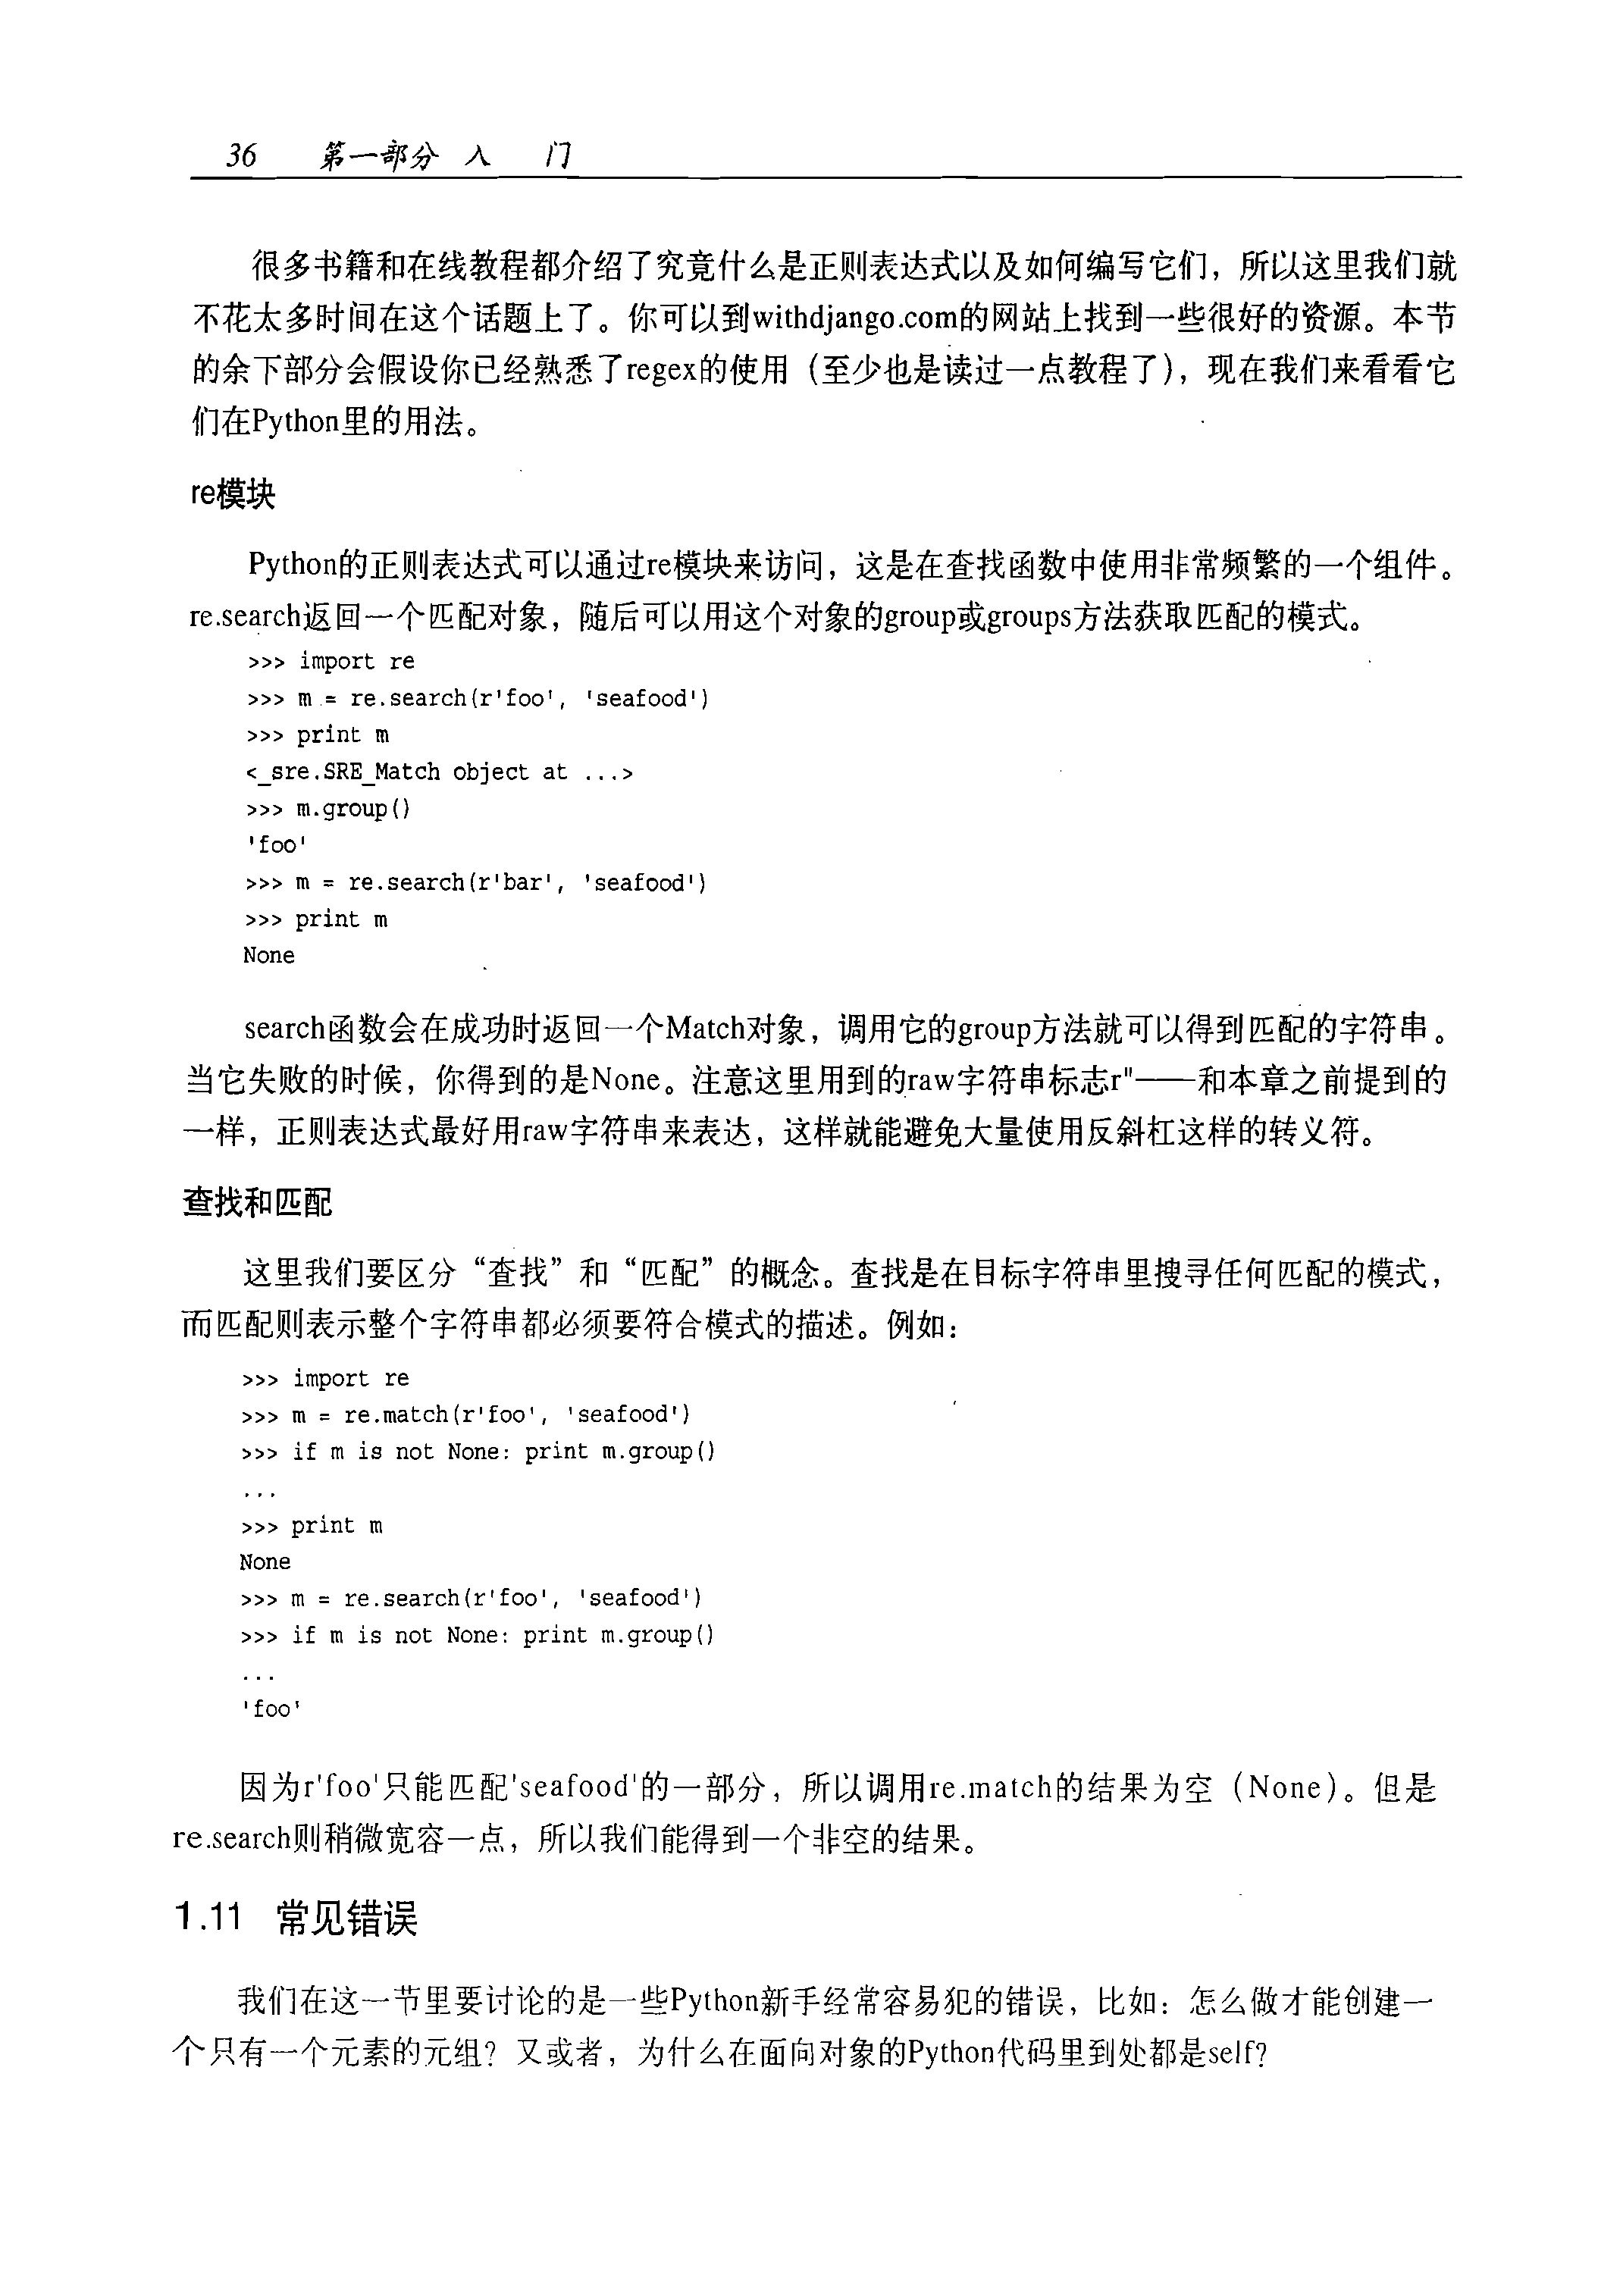 36 第一部分 入 门
很多书籍和在线教程都介绍了究竟什么是正则表达式以及如何编写它们，所以这里我们就
不花太多时间在这个话题上了。你可以到withdjango.com的网站上找到一些很好的资源。本节
的余下部分会假设你已经熟悉了regex的使用（至少也是读过一点教程了），现在我们来看看它
们在Python里的用法。
re模块
Python的正则表达式可以通过re模块来访问，这是在查找函数中使用非常频繁的一个组件。
re.search返回一个匹配对象，随后可以用这个对象的group或groups方法获取匹配的模式。
>>> import re
>>> m = re.search(r'foo', 'seafood')
>>> print m
<_sre.SRE_Match object at ...>
>>> m.group()
'foo'
>>> m = re.search(r'bar', 'seafood')
>>> print m
None
search函数会在成功时返回一个Match对象，调用它的group方法就可以得到匹配的字符串。
当它失败的时候，你得到的是None。注意这里用到的raw字符串标志r"——和本章之前提到的
一样，正则表达式最好用raw字符串来表达，这样就能避免大量使用反斜杠这样的转义符。
查找和匹配
这里我们要区分“查找”和“匹配”的概念。查找是在目标字符串里搜寻任何匹配的模式，
而匹配则表示整个字符串都必须要符合模式的描述。例如：
>>> import re
>>> m = re.match(r'foo', 'seafood')
>>> if m is not None: print m.group()
...
>>> print m
None
>>> m = re.search(r'foo', 'seafood')
>>> if m is not None: print m.group()
...
'foo'
因为r'foo'只能匹配'seafood'的一部分，所以调用re.match的结果为空（None）。但是
re.search则稍微宽容一点，所以我们能得到一个非空的结果。
1.11 常见错误
我们在这一节里要讨论的是一些Python新手经常容易犯的错误，比如：怎么做才能创建一
个只有一个元素的元组？又或者，为什么在面向对象的Python代码里到处都是self？